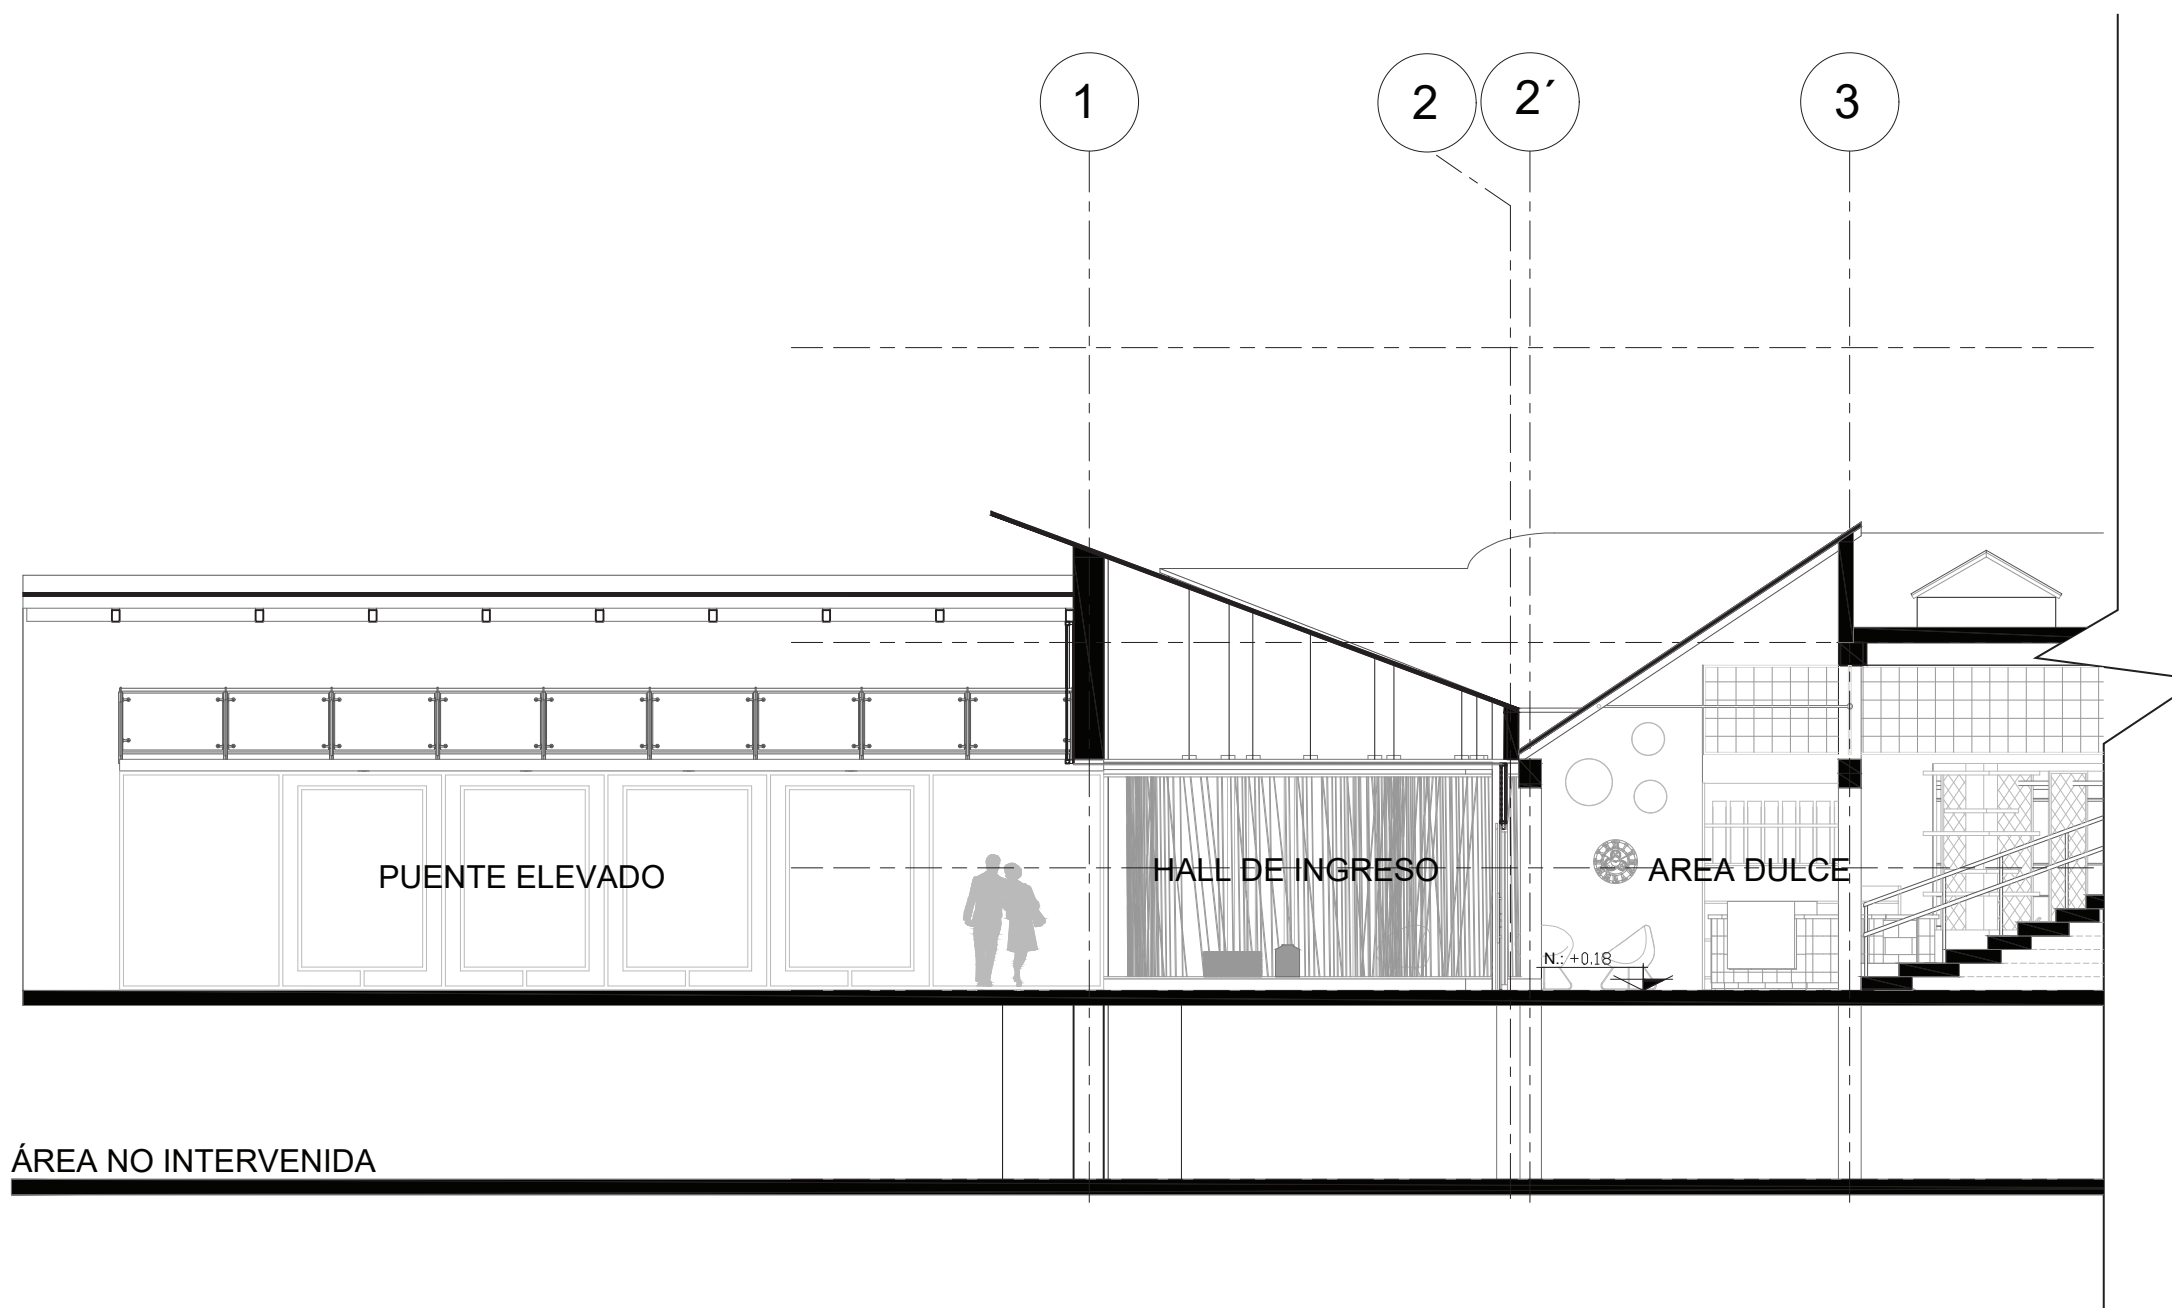 1
2
2´
3
PUENTE ELEVADO
HALL DE INGRESO
AREA DULCE
N.: +0.18
ÁREA NO INTERVENIDA